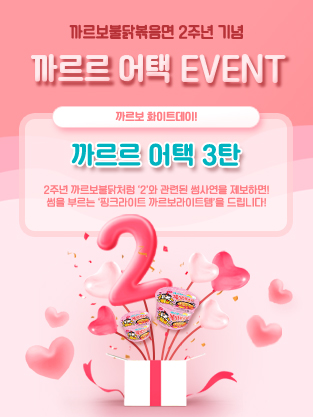 까르보불닭볶음면 2주년 기념
까르르 어택 EVENT
까르보 화이트데이!
까르르 어택 3탄
2주년 까르보불닭처럼 '2'와 관련된 썸사연을 제보하면!
썸을 부르는 '핑크라이트 까르보라이트템'을 드립니다!
2